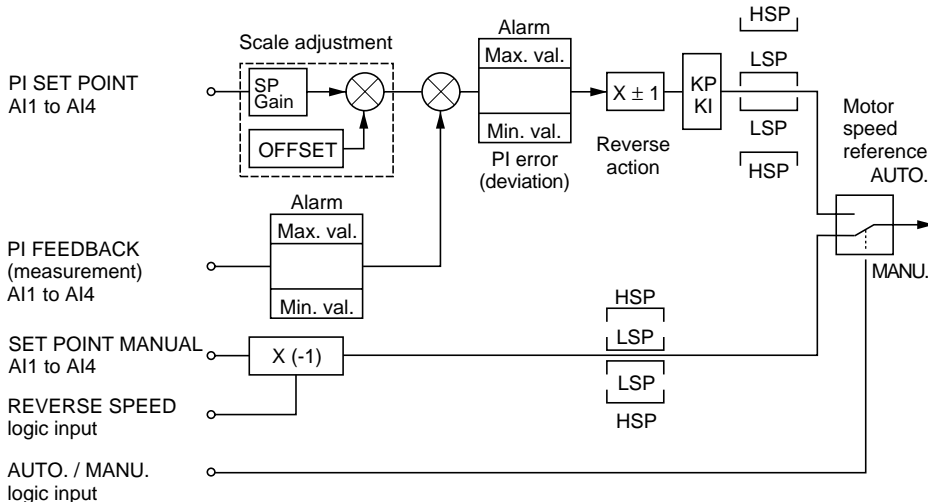 PI SET POINT
AI1 to AI4
Scale adjustment
SP
Gain
OFFSET
Alarm
Max. val.
Min. val.
PI error
(deviation)
X ± 1
Reverse
action
KP
KI
HSP
LSP
LSP
HSP
Motor
speed
reference
AUTO.
MANU.
PI FEEDBACK
(measurement)
AI1 to AI4
Alarm
Max. val.
Min. val.
SET POINT MANUAL
AI1 to AI4
X (-1)
HSP
LSP
LSP
HSP
REVERSE SPEED
logic input
AUTO. / MANU.
logic input